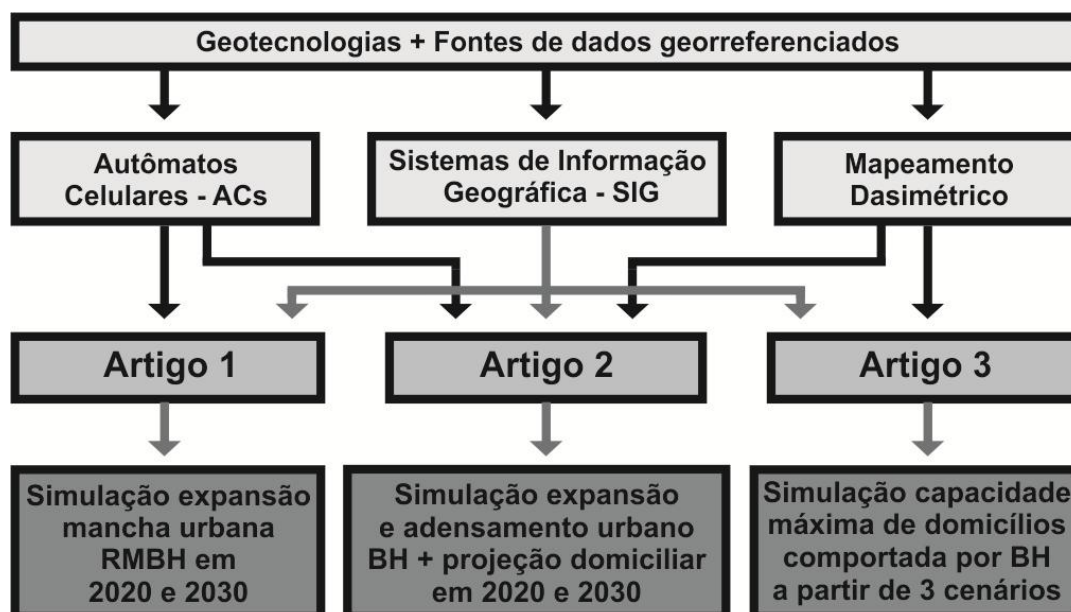 Geotecnologias + Fontes de dados georreferenciados
Autômatos
Celulares - ACs
Sistemas de Informação
Geográfica - SIG
Mapeamento
Dasimétrico
Artigo 1
Artigo 2
Artigo 3
Simulação expansão
mancha urbana
RMBH em
2020 e 2030
Simulação expansão
e adensamento urbano
BH + projeção domiciliar
em 2020 e 2030
Simulação capacidade
máxima de domicílios
comportada por BH
a partir de 3 cenários